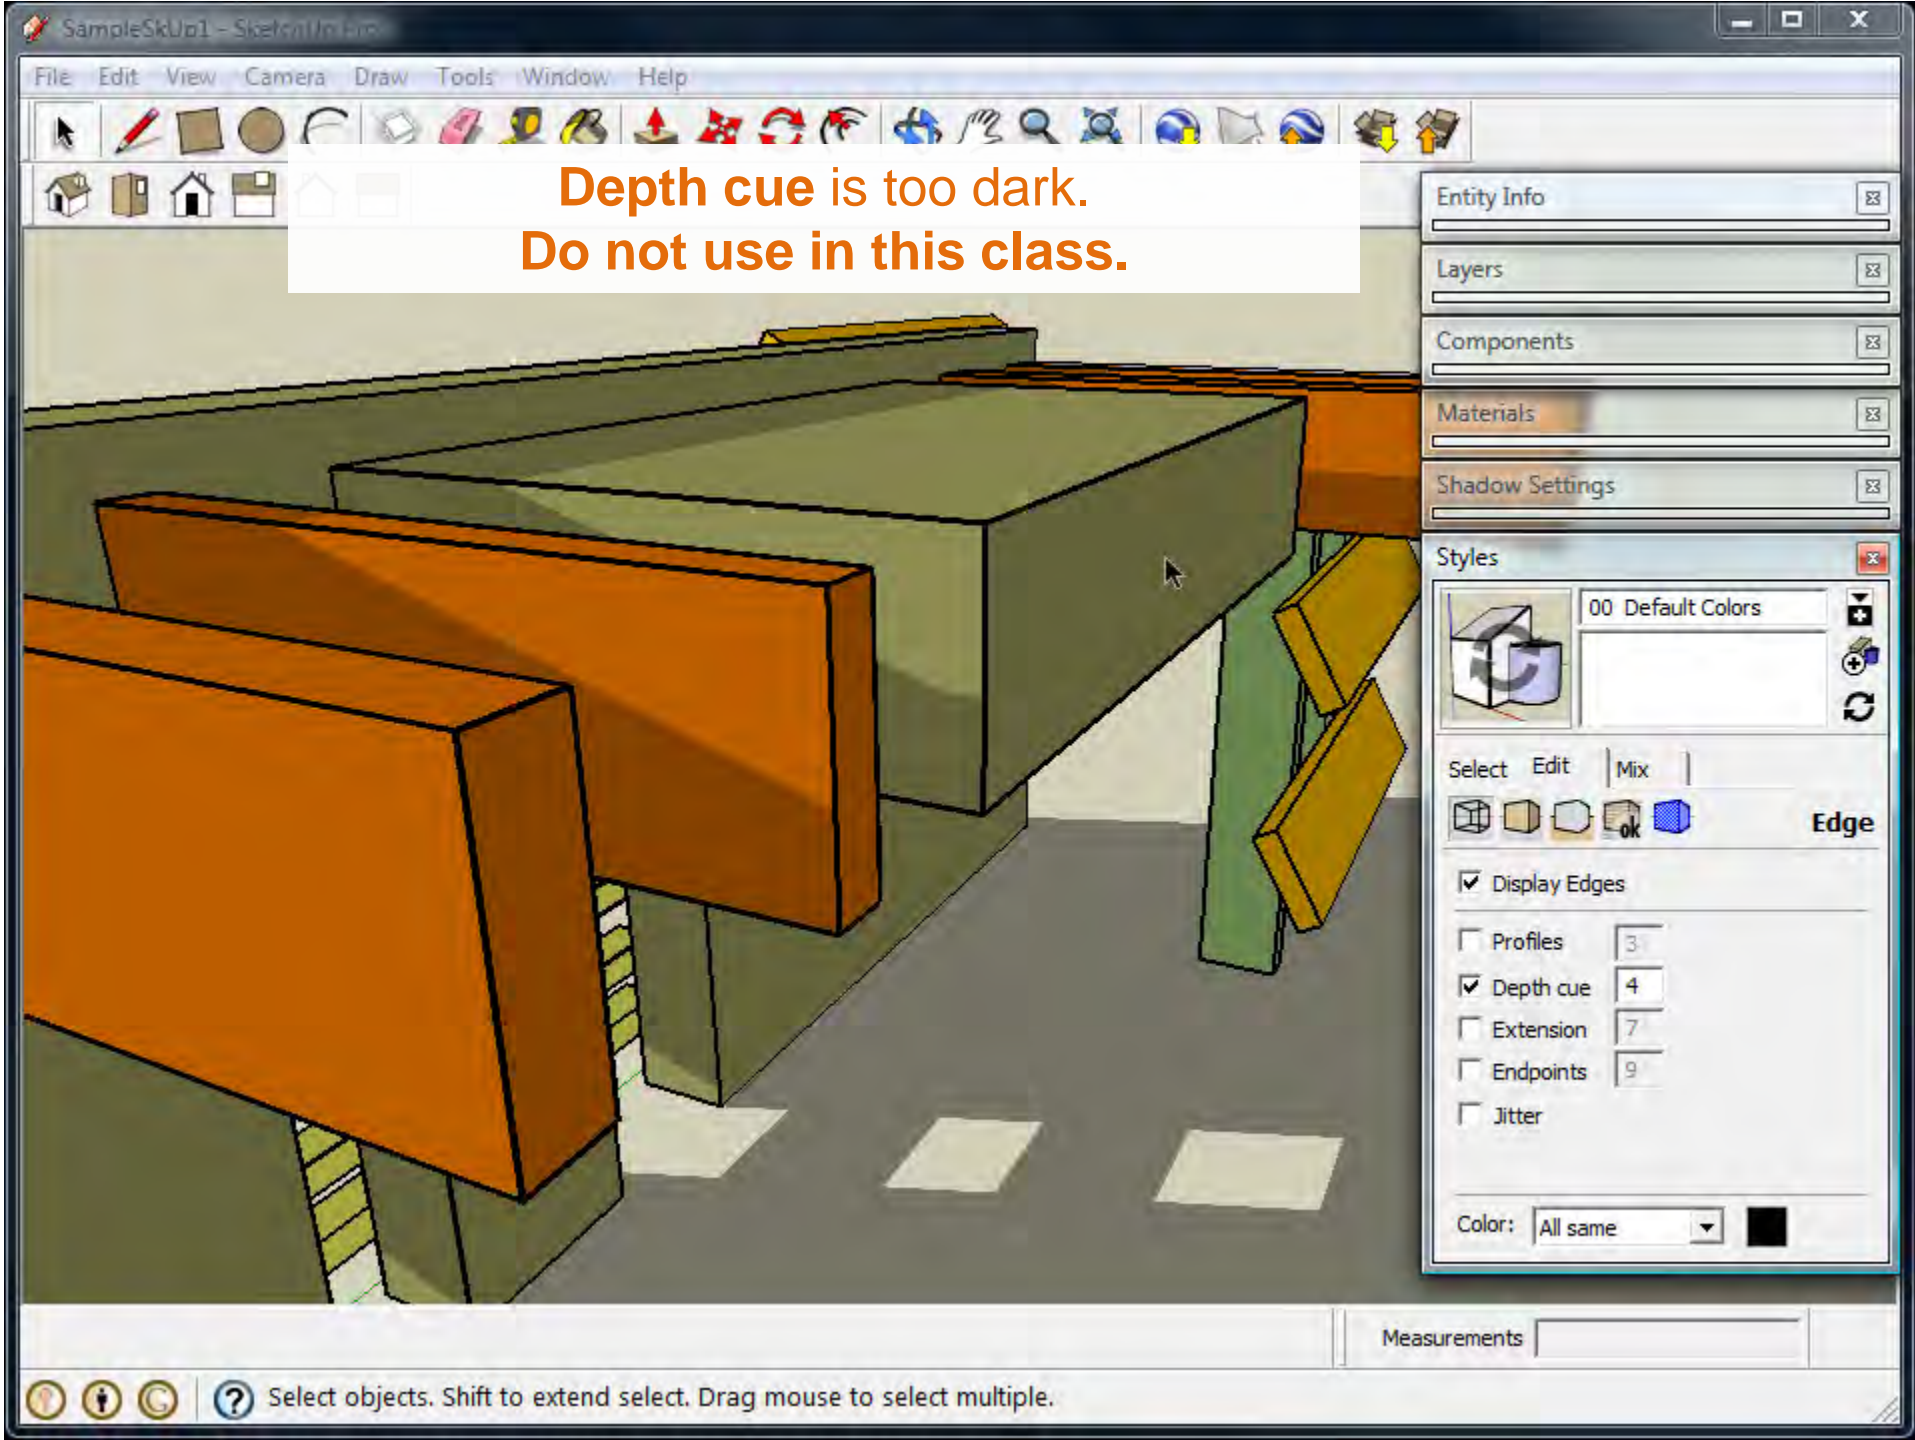 SampleSkUp1 - SketchUp Pro
File Edit View Camera Draw Tools Window Help
Depth cue is too dark.
Do not use in this class.
Entity Info
Layers
Components
Materials
Shadow Settings
Styles
00 Default Colors
Select Edit Mix
ok
Edge
Display Edges
Profiles 3
Depth cue 4
Extension 7
Endpoints 9
Jitter
Color: All same
Measurements
Select objects. Shift to extend select. Drag mouse to select multiple.